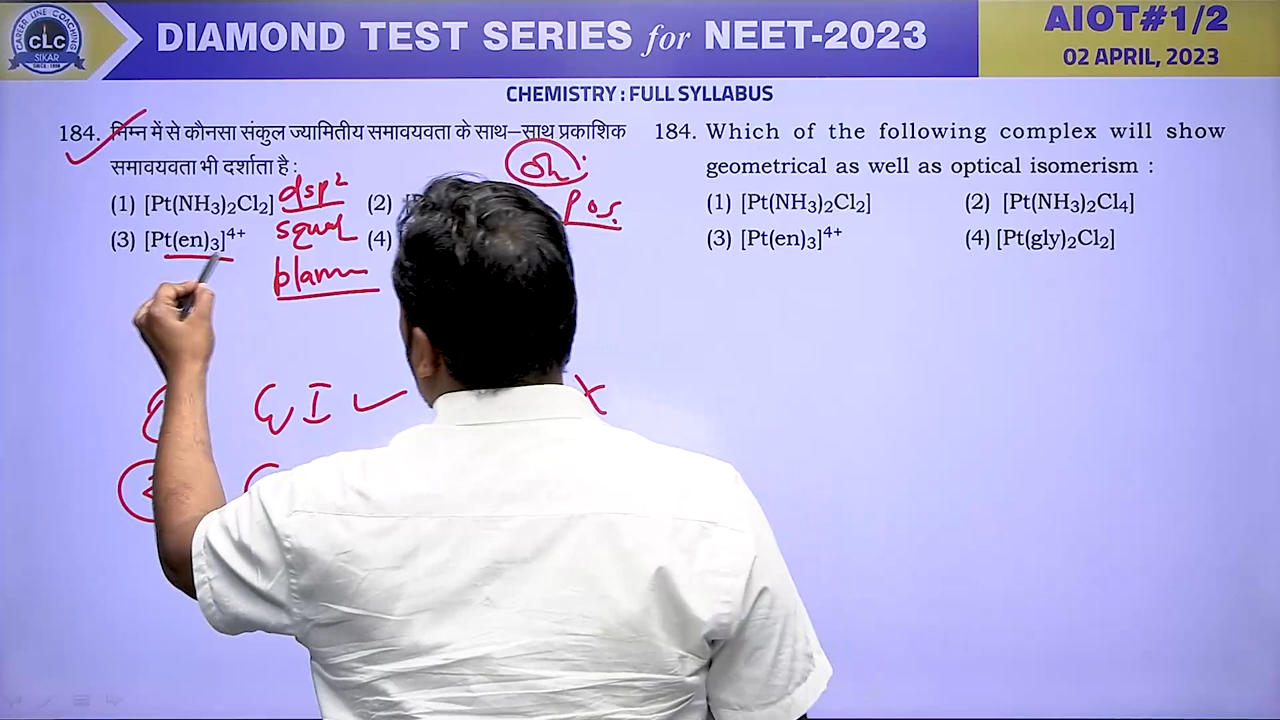 CAREER LINE COACHING
CLC
SIKAR
DIAMOND TEST SERIES for NEET-2023
AIOT#1/2
02 APRIL, 2023
CHEMISTRY : FULL SYLLABUS
184. निम्न में से कौनसा संकुल ज्यामितीय समावयवता के साथ–साथ प्रकाशिक
समावयवता भी दर्शाता है :
(1) [Pt(NH₃)₂Cl₂] dsp² (2)
(3) [Pt(en)₃]⁴⁺ (4)
Oh
Pos.
GI ✓
x
184. Which of the following complex will show
geometrical as well as optical isomerism :
(1) [Pt(NH₃)₂Cl₂] (2) [Pt(NH₃)₂Cl₄]
(3) [Pt(en)₃]⁴⁺ (4) [Pt(gly)₂Cl₂]